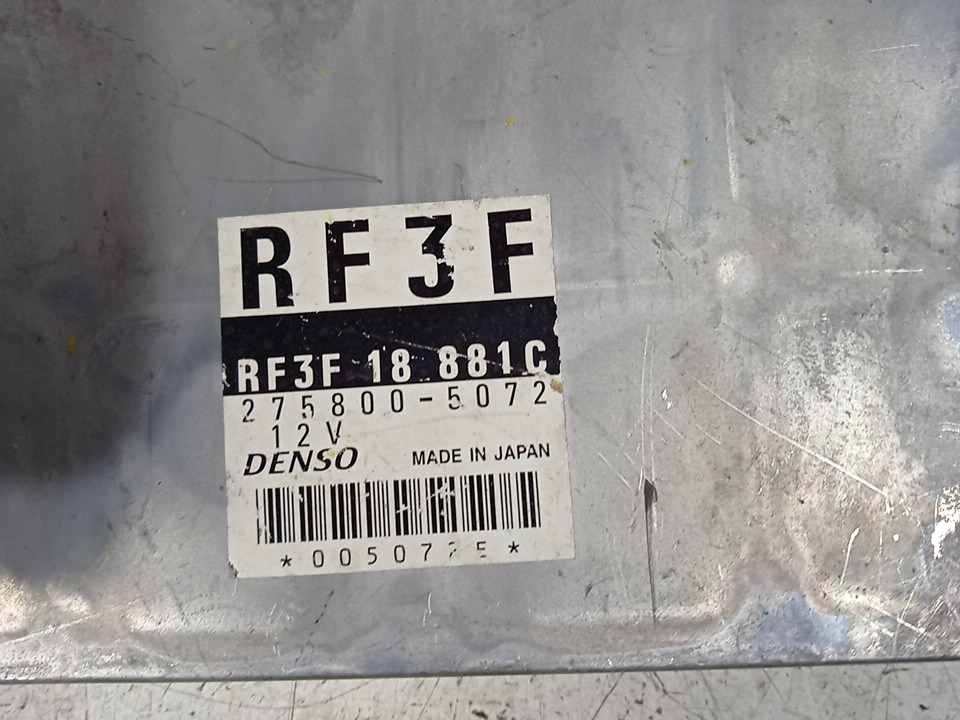 RF3F
RF3F 18 881C
275800-5072
12V
DENSO MADE IN JAPAN